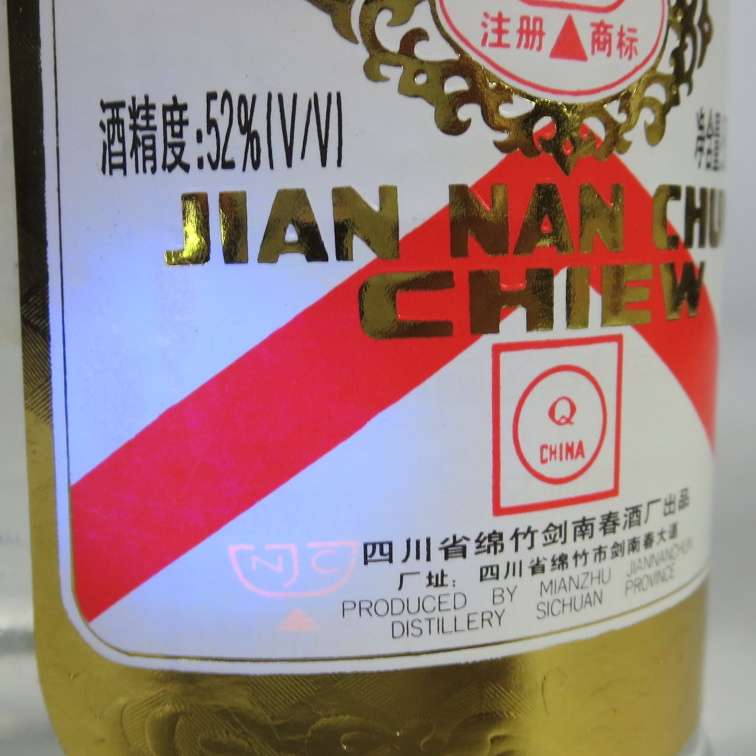 注册 商标
酒精度:52%(V/V)
JIAN NAN CHU
CHIEW
Q
CHINA
四川省绵竹剑南春酒厂出品
厂址: 四川省绵竹市剑南春大道
NJC
PRODUCED BY MIANZHU JIANNANCHUN
DISTILLERY SICHUAN PROVINCE